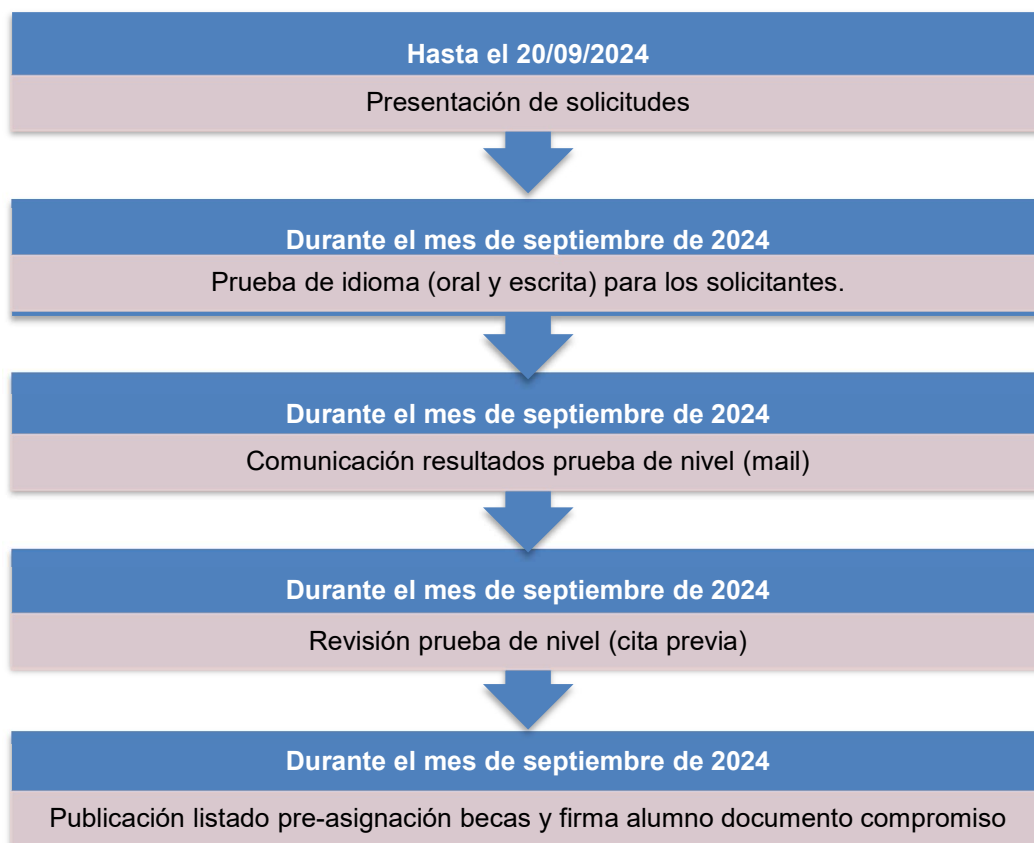 Hasta el 20/09/2024
Presentación de solicitudes
Durante el mes de septiembre de 2024
Prueba de idioma (oral y escrita) para los solicitantes.
Durante el mes de septiembre de 2024
Comunicación resultados prueba de nivel (mail)
Durante el mes de septiembre de 2024
Revisión prueba de nivel (cita previa)
Durante el mes de septiembre de 2024
Publicación listado pre-asignación becas y firma alumno documento compromiso